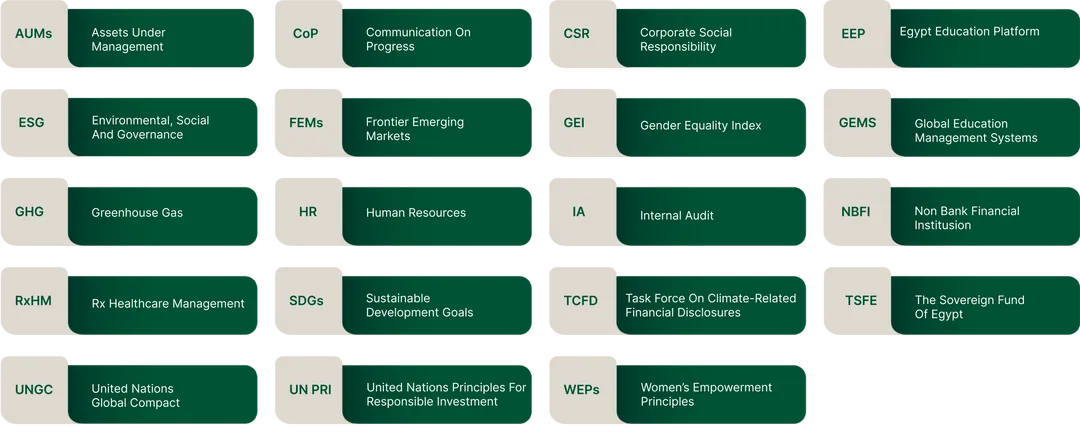 AUMs
Assets Under
Management
CoP
Communication On
Progress
CSR
Corporate Social
Responsibility
EEP
Egypt Education Platform
ESG
Environmental, Social
And Governance
FEMs
Frontier Emerging
Markets
GEI
Gender Equality Index
GEMS
Global Education
Management Systems
GHG
Greenhouse Gas
HR
Human Resources
IA
Internal Audit
NBFI
Non Bank Financial
Institusion
RxHM
Rx Healthcare Management
SDGs
Sustainable
Development Goals
TCFD
Task Force On Climate-Related
Financial Disclosures
TSFE
The Sovereign Fund
Of Egypt
UNGC
United Nations
Global Compact
UN PRI
United Nations Principles For
Responsible Investment
WEPs
Women’s Empowerment
Principles